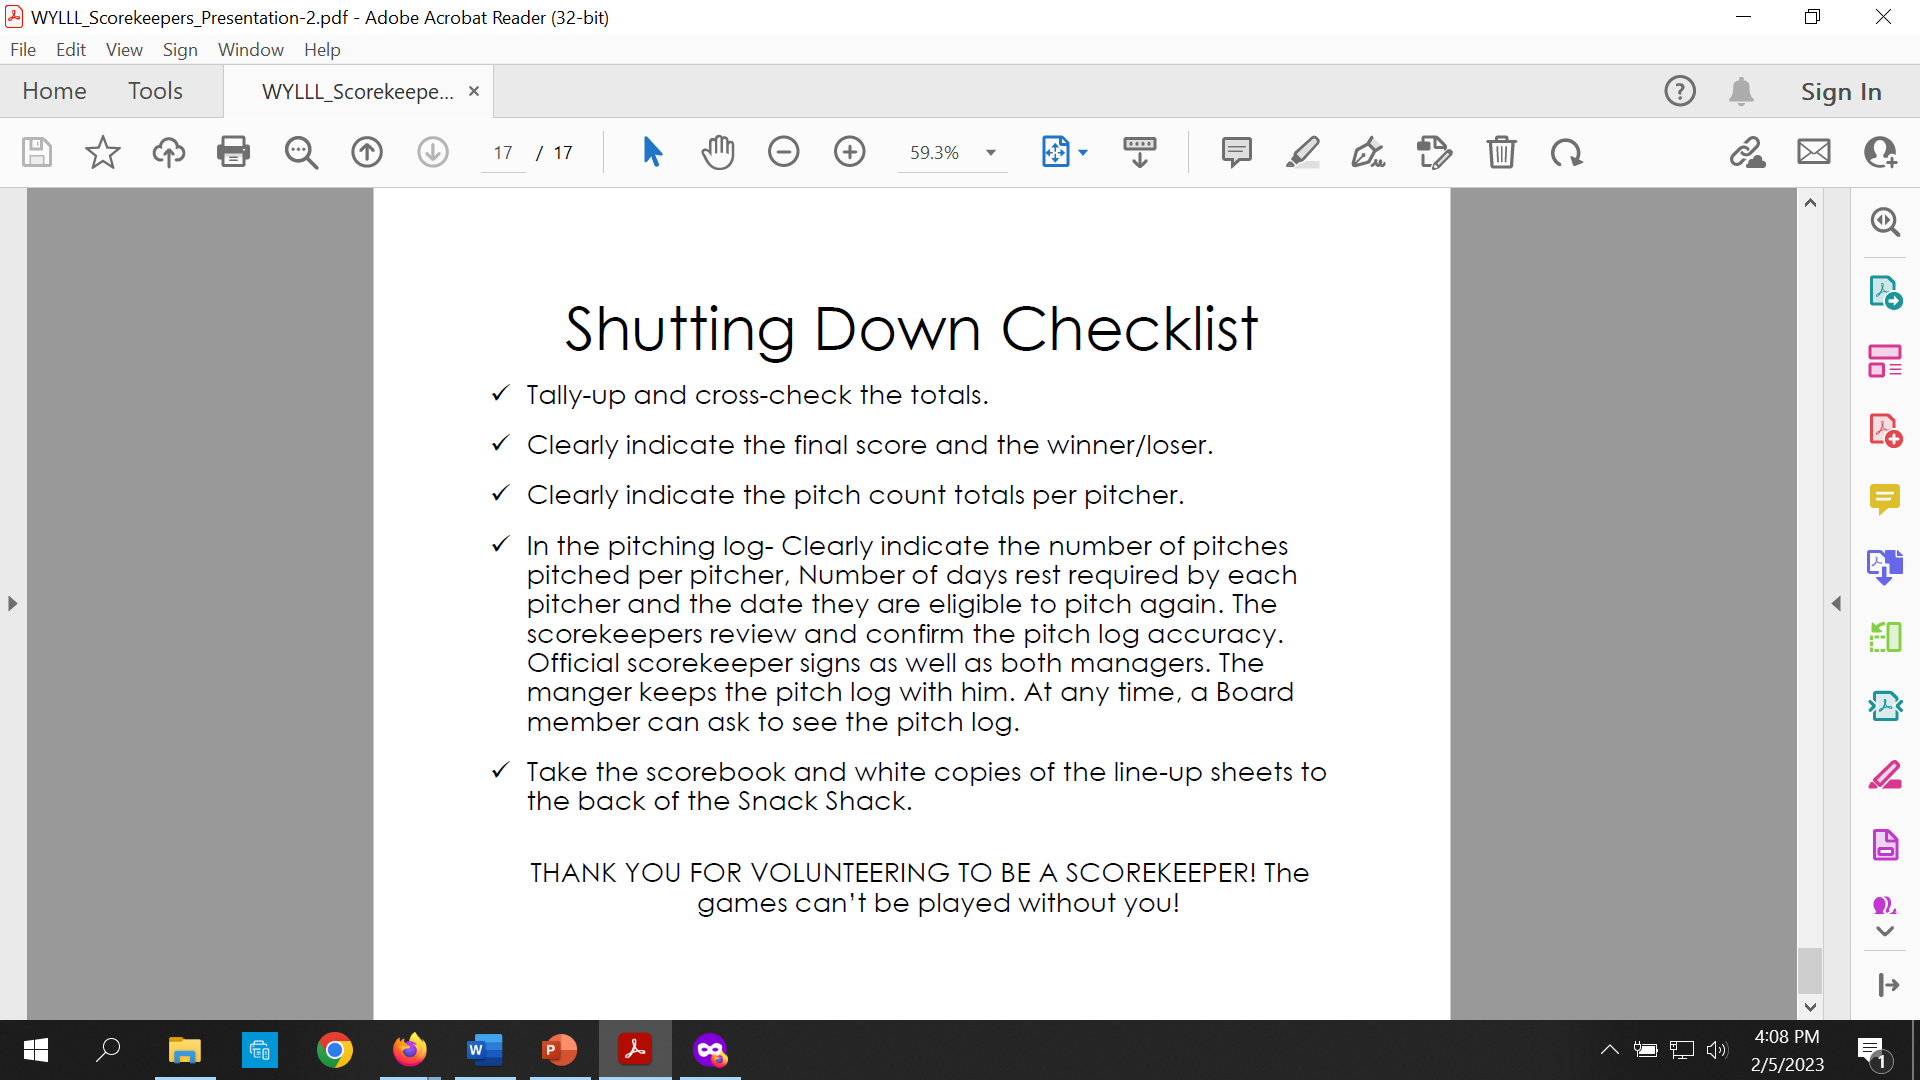 WYLLL_Scorekeepers_Presentation-2.pdf - Adobe Acrobat Reader (32-bit)
File Edit View Sign Window Help
Home Tools WYLLL_Scorekeepe... × Sign In
17 / 17 59.3%
Shutting Down Checklist
✓ Tally-up and cross-check the totals.
✓ Clearly indicate the final score and the winner/loser.
✓ Clearly indicate the pitch count totals per pitcher.
✓ In the pitching log- Clearly indicate the number of pitches
pitched per pitcher, Number of days rest required by each
pitcher and the date they are eligible to pitch again. The
scorekeepers review and confirm the pitch log accuracy.
Official scorekeeper signs as well as both managers. The
manger keeps the pitch log with him. At any time, a Board
member can ask to see the pitch log.
✓ Take the scorebook and white copies of the line-up sheets to
the back of the Snack Shack.
THANK YOU FOR VOLUNTEERING TO BE A SCOREKEEPER! The
games can’t be played without you!
4:08 PM
2/5/2023
1